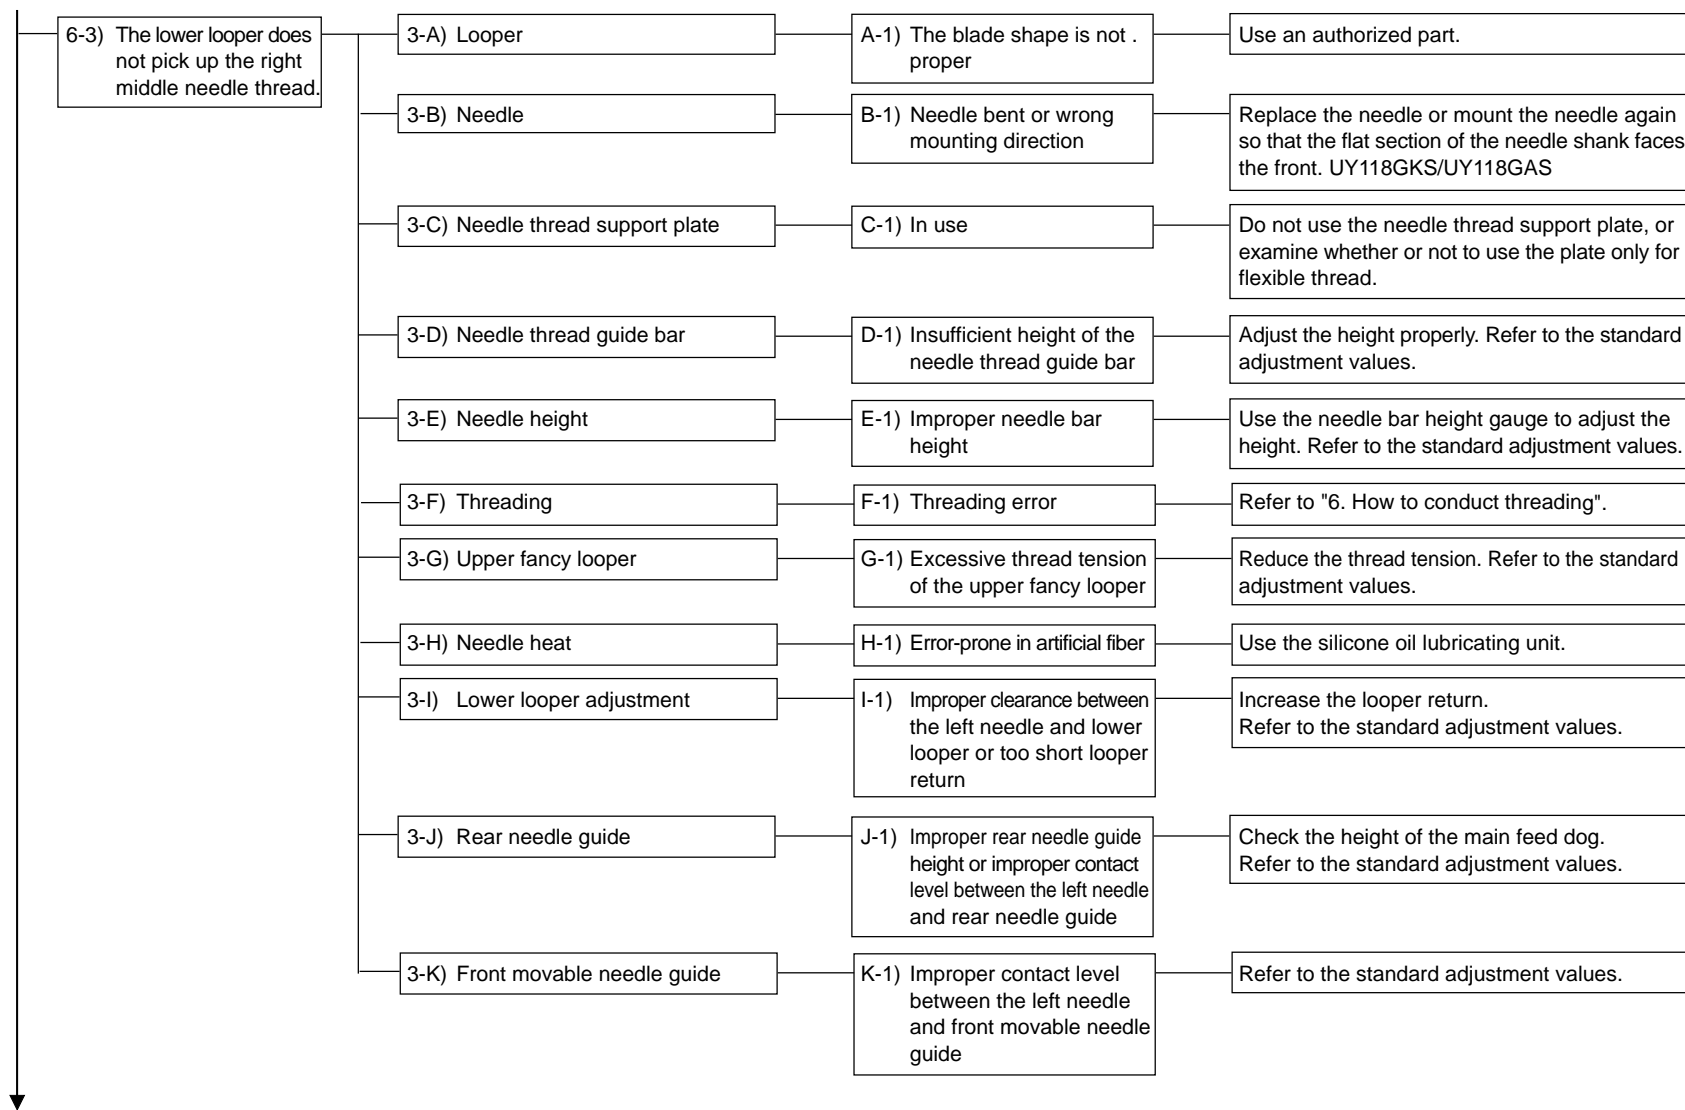 6-3) The lower looper does
not pick up the right
middle needle thread.
3-A) Looper
A-1) The blade shape is not .
proper
Use an authorized part.
3-B) Needle
B-1) Needle bent or wrong
mounting direction
Replace the needle or mount the needle again
so that the flat section of the needle shank faces
the front. UY118GKS/UY118GAS
3-C) Needle thread support plate
C-1) In use
Do not use the needle thread support plate, or
examine whether or not to use the plate only for
flexible thread.
3-D) Needle thread guide bar
D-1) Insufficient height of the
needle thread guide bar
Adjust the height properly. Refer to the standard
adjustment values.
3-E) Needle height
E-1) Improper needle bar
height
Use the needle bar height gauge to adjust the
height. Refer to the standard adjustment values.
3-F) Threading
F-1) Threading error
Refer to "6. How to conduct threading".
3-G) Upper fancy looper
G-1) Excessive thread tension
of the upper fancy looper
Reduce the thread tension. Refer to the standard
adjustment values.
3-H) Needle heat
H-1) Error-prone in artificial fiber
Use the silicone oil lubricating unit.
3-I) Lower looper adjustment
I-1) Improper clearance between
the left needle and lower
looper or too short looper
return
Increase the looper return.
Refer to the standard adjustment values.
3-J) Rear needle guide
J-1) Improper rear needle guide
height or improper contact
level between the left needle
and rear needle guide
Check the height of the main feed dog.
Refer to the standard adjustment values.
3-K) Front movable needle guide
K-1) Improper contact level
between the left needle
and front movable needle
guide
Refer to the standard adjustment values.